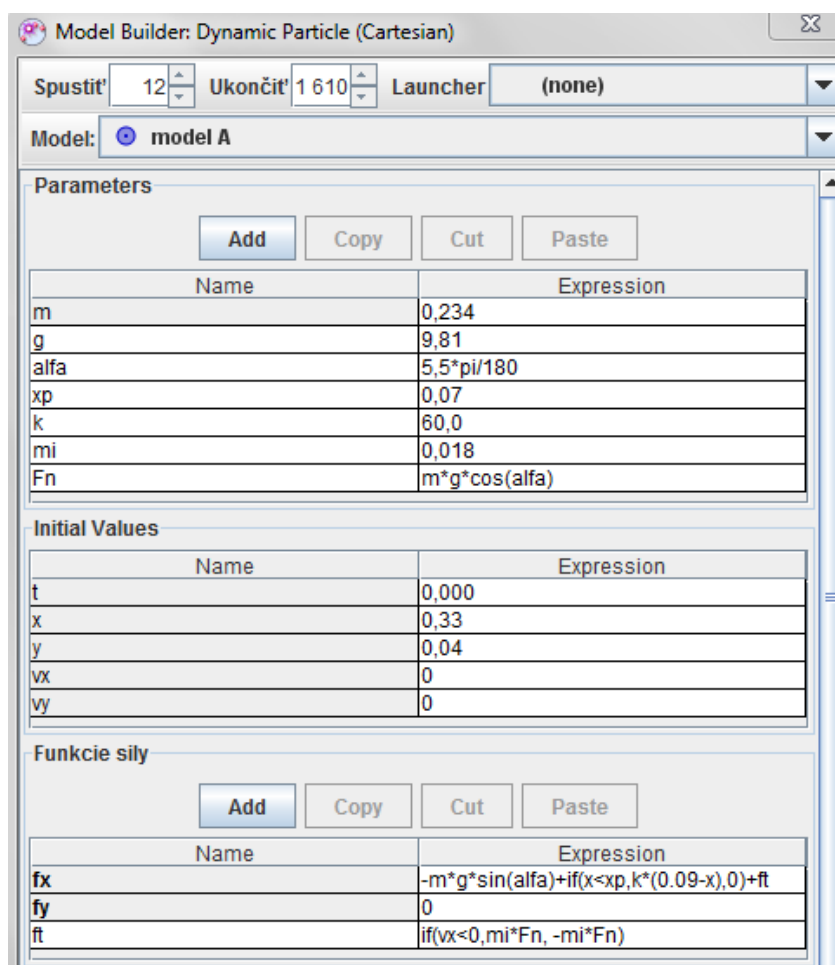 Model Builder: Dynamic Particle (Cartesian)
Spustiť 12 Ukončiť 1 610 Launcher (none)
Model: model A
Parameters
Add Copy Cut Paste
Name Expression
m 0,234
g 9,81
alfa 5,5*pi/180
xp 0,07
k 60,0
mi 0,018
Fn m*g*cos(alfa)
Initial Values
Name Expression
t 0,000
x 0,33
y 0,04
vx 0
vy 0
Funkcie sily
Add Copy Cut Paste
Name Expression
fx -m*g*sin(alfa)+if(x<xp,k*(0.09-x),0)+ft
fy 0
ft if(vx<0,mi*Fn, -mi*Fn)